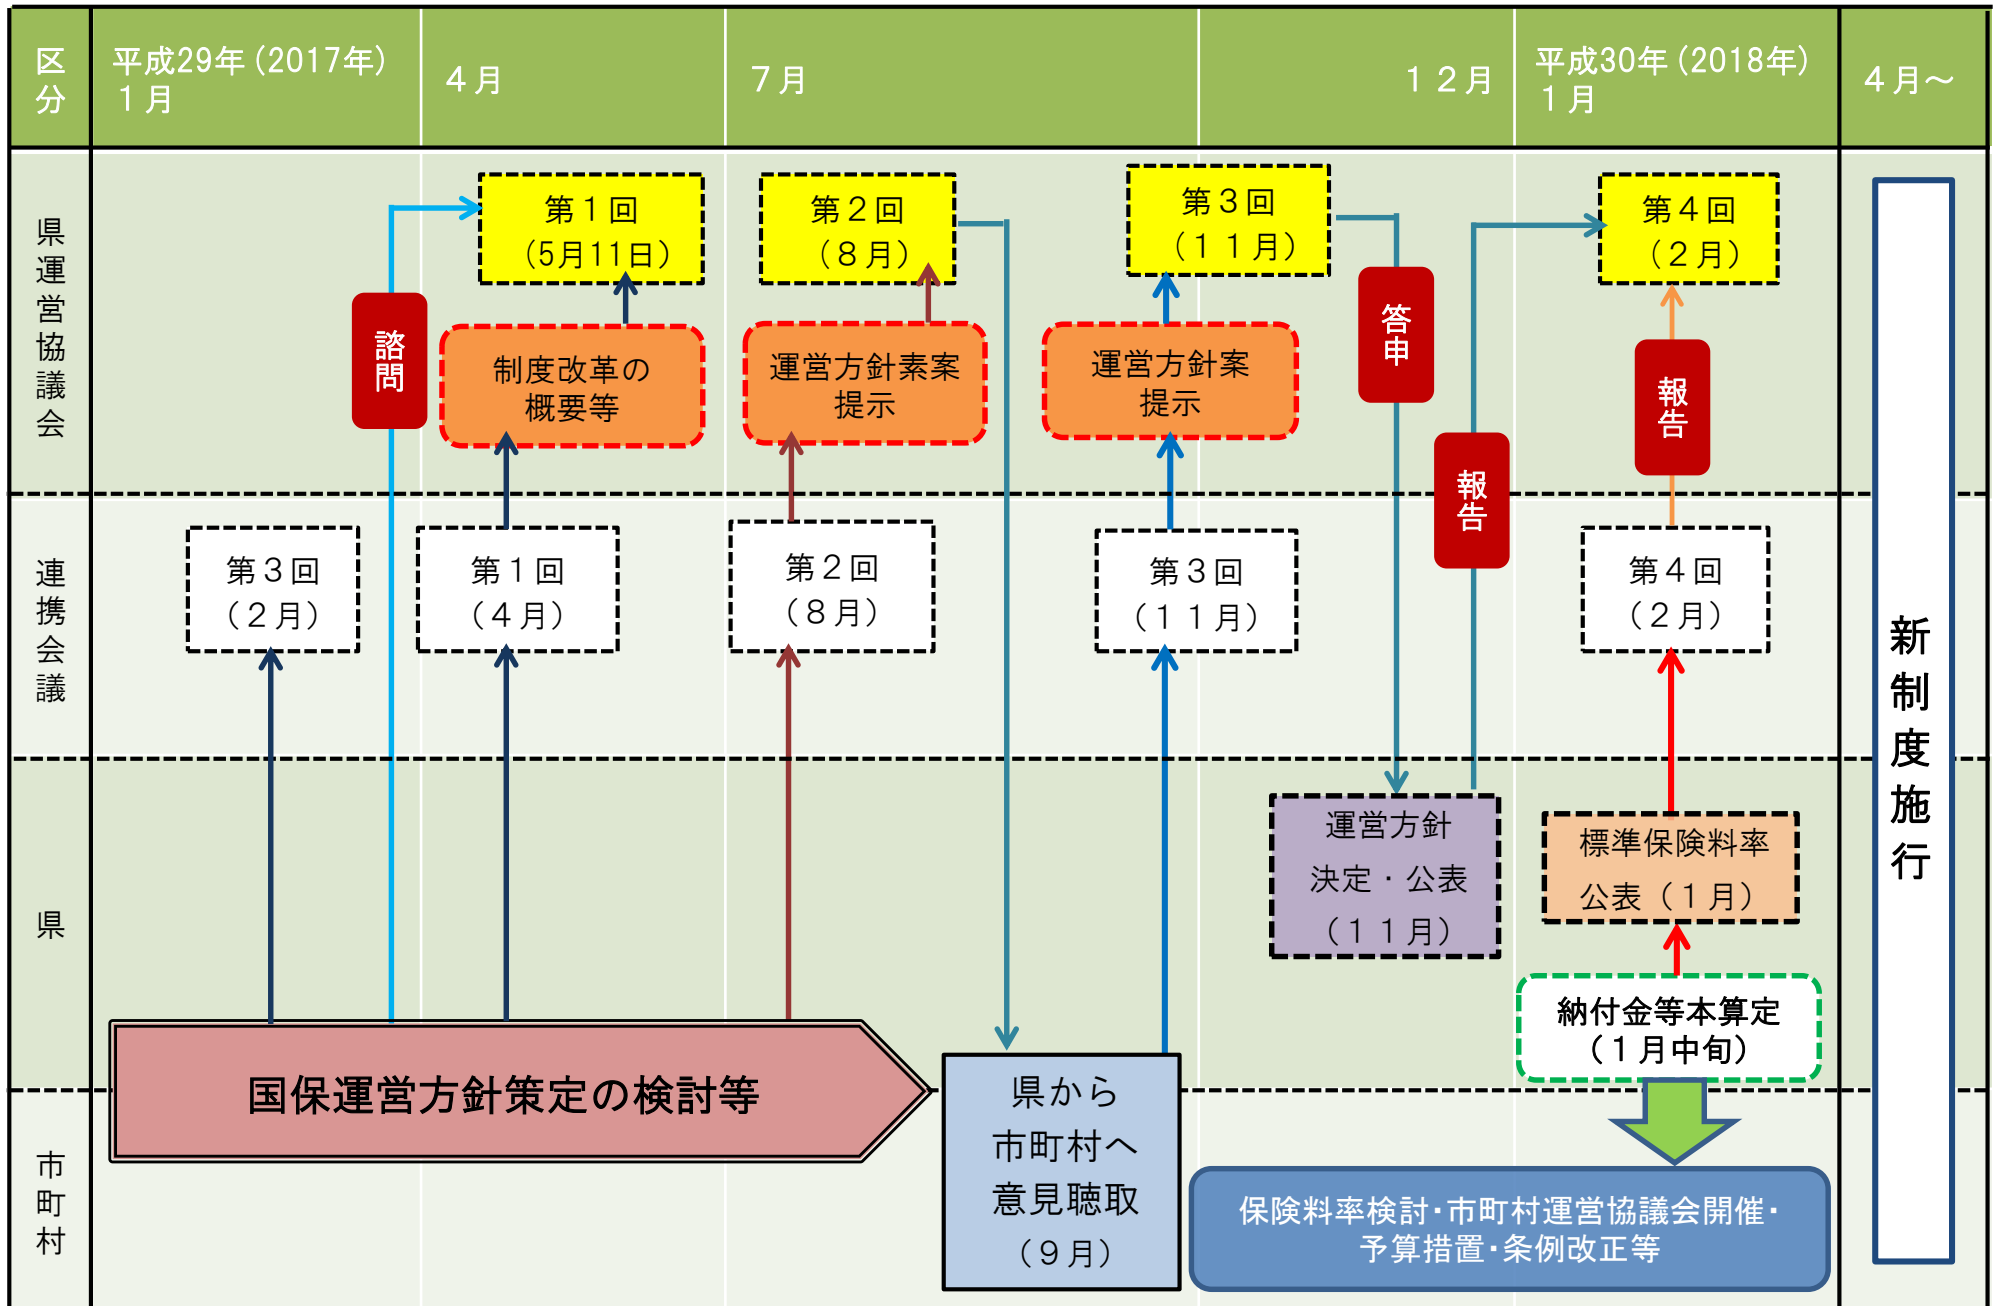 区分
平成29年(2017年)
１月
４月
７月
１２月
平成30年(2018年)
１月
４月～
県運営協議会
第１回
（5月11日）
第２回
（８月）
第３回
（１１月）
第４回
（２月）
諮問
制度改革の
概要等
運営方針素案
提示
運営方針案
提示
答申
報告
報告
連携会議
第３回
（２月）
第１回
（４月）
第２回
（８月）
第３回
（１１月）
第４回
（２月）
県
運営方針
決定・公表
（１１月）
標準保険料率
公表（１月）
納付金等本算定
（１月中旬）
国保運営方針策定の検討等
市町村
県から
市町村へ
意見聴取
（９月）
保険料率検討・市町村運営協議会開催・
予算措置・条例改正等
新制度施行